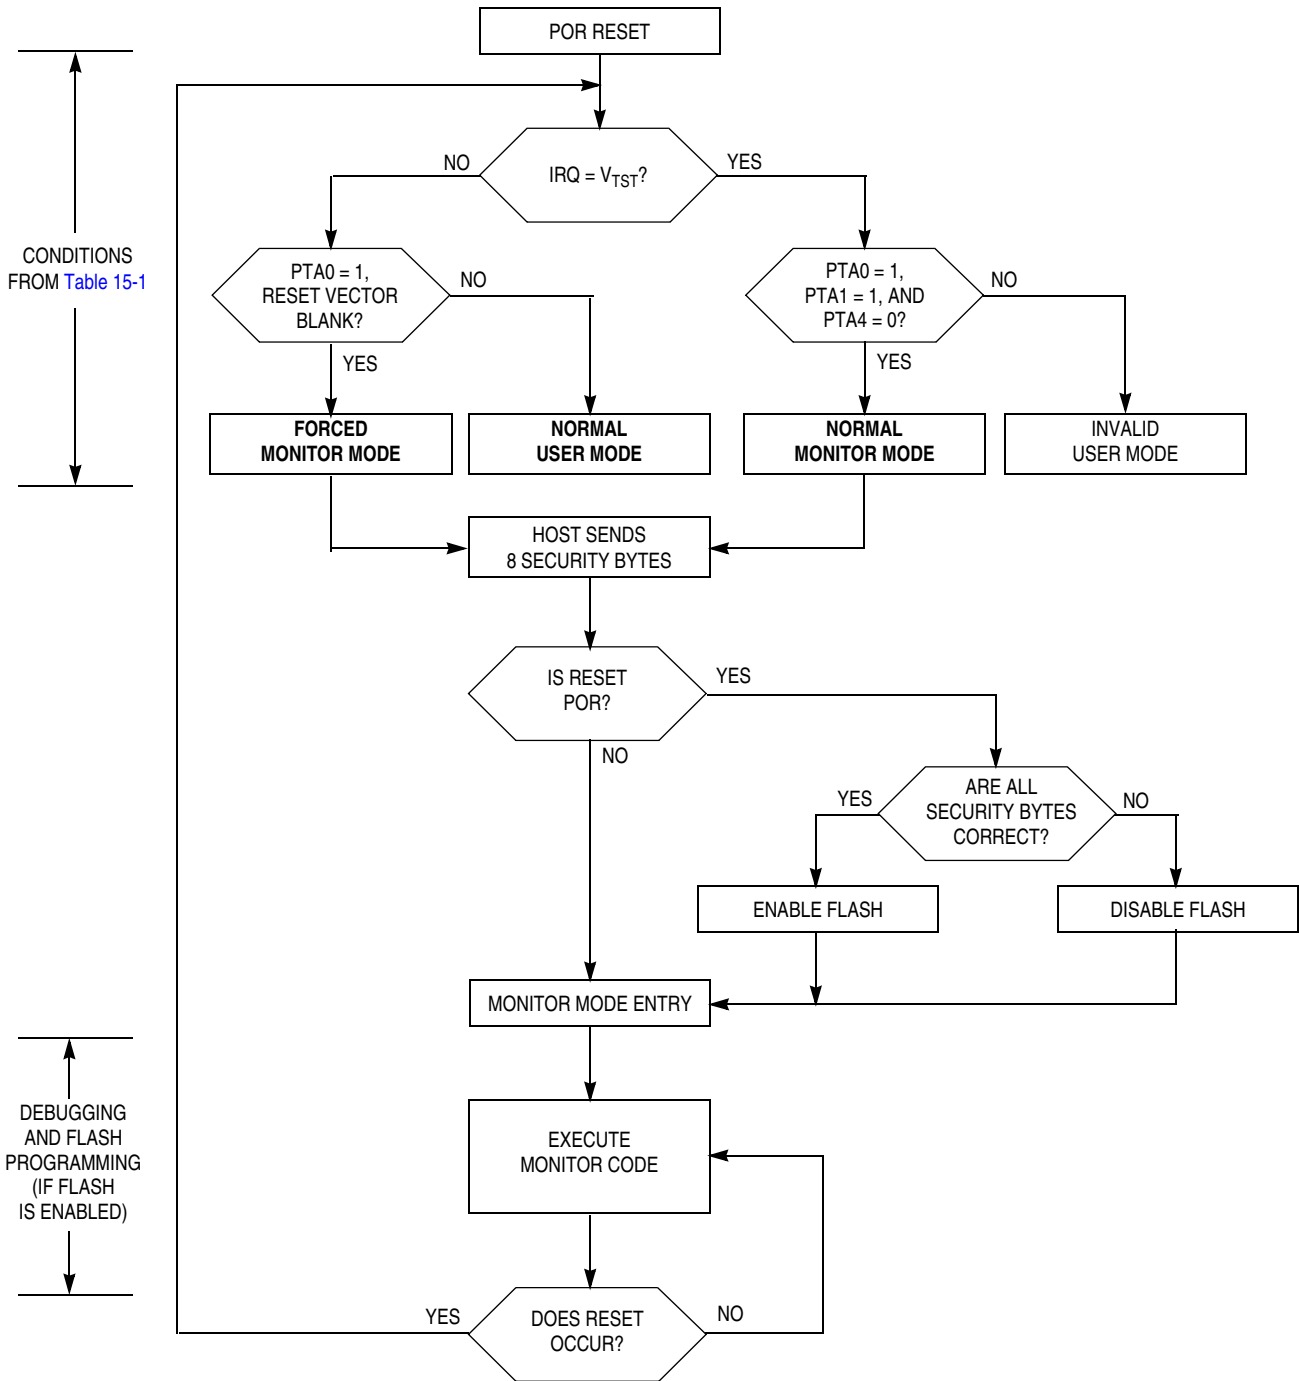 POR RESET
NO
YES
IRQ = VTST?
CONDITIONS
FROM Table 15-1
PTA0 = 1,
RESET VECTOR
BLANK?
NO
YES
PTA0 = 1,
PTA1 = 1, AND
PTA4 = 0?
NO
YES
FORCED
MONITOR MODE
NORMAL
USER MODE
NORMAL
MONITOR MODE
INVALID
USER MODE
HOST SENDS
8 SECURITY BYTES
IS RESET
POR?
YES
NO
ARE ALL
SECURITY BYTES
CORRECT?
YES
NO
ENABLE FLASH
DISABLE FLASH
MONITOR MODE ENTRY
DEBUGGING
AND FLASH
PROGRAMMING
(IF FLASH
IS ENABLED)
EXECUTE
MONITOR CODE
YES
DOES RESET
OCCUR?
NO